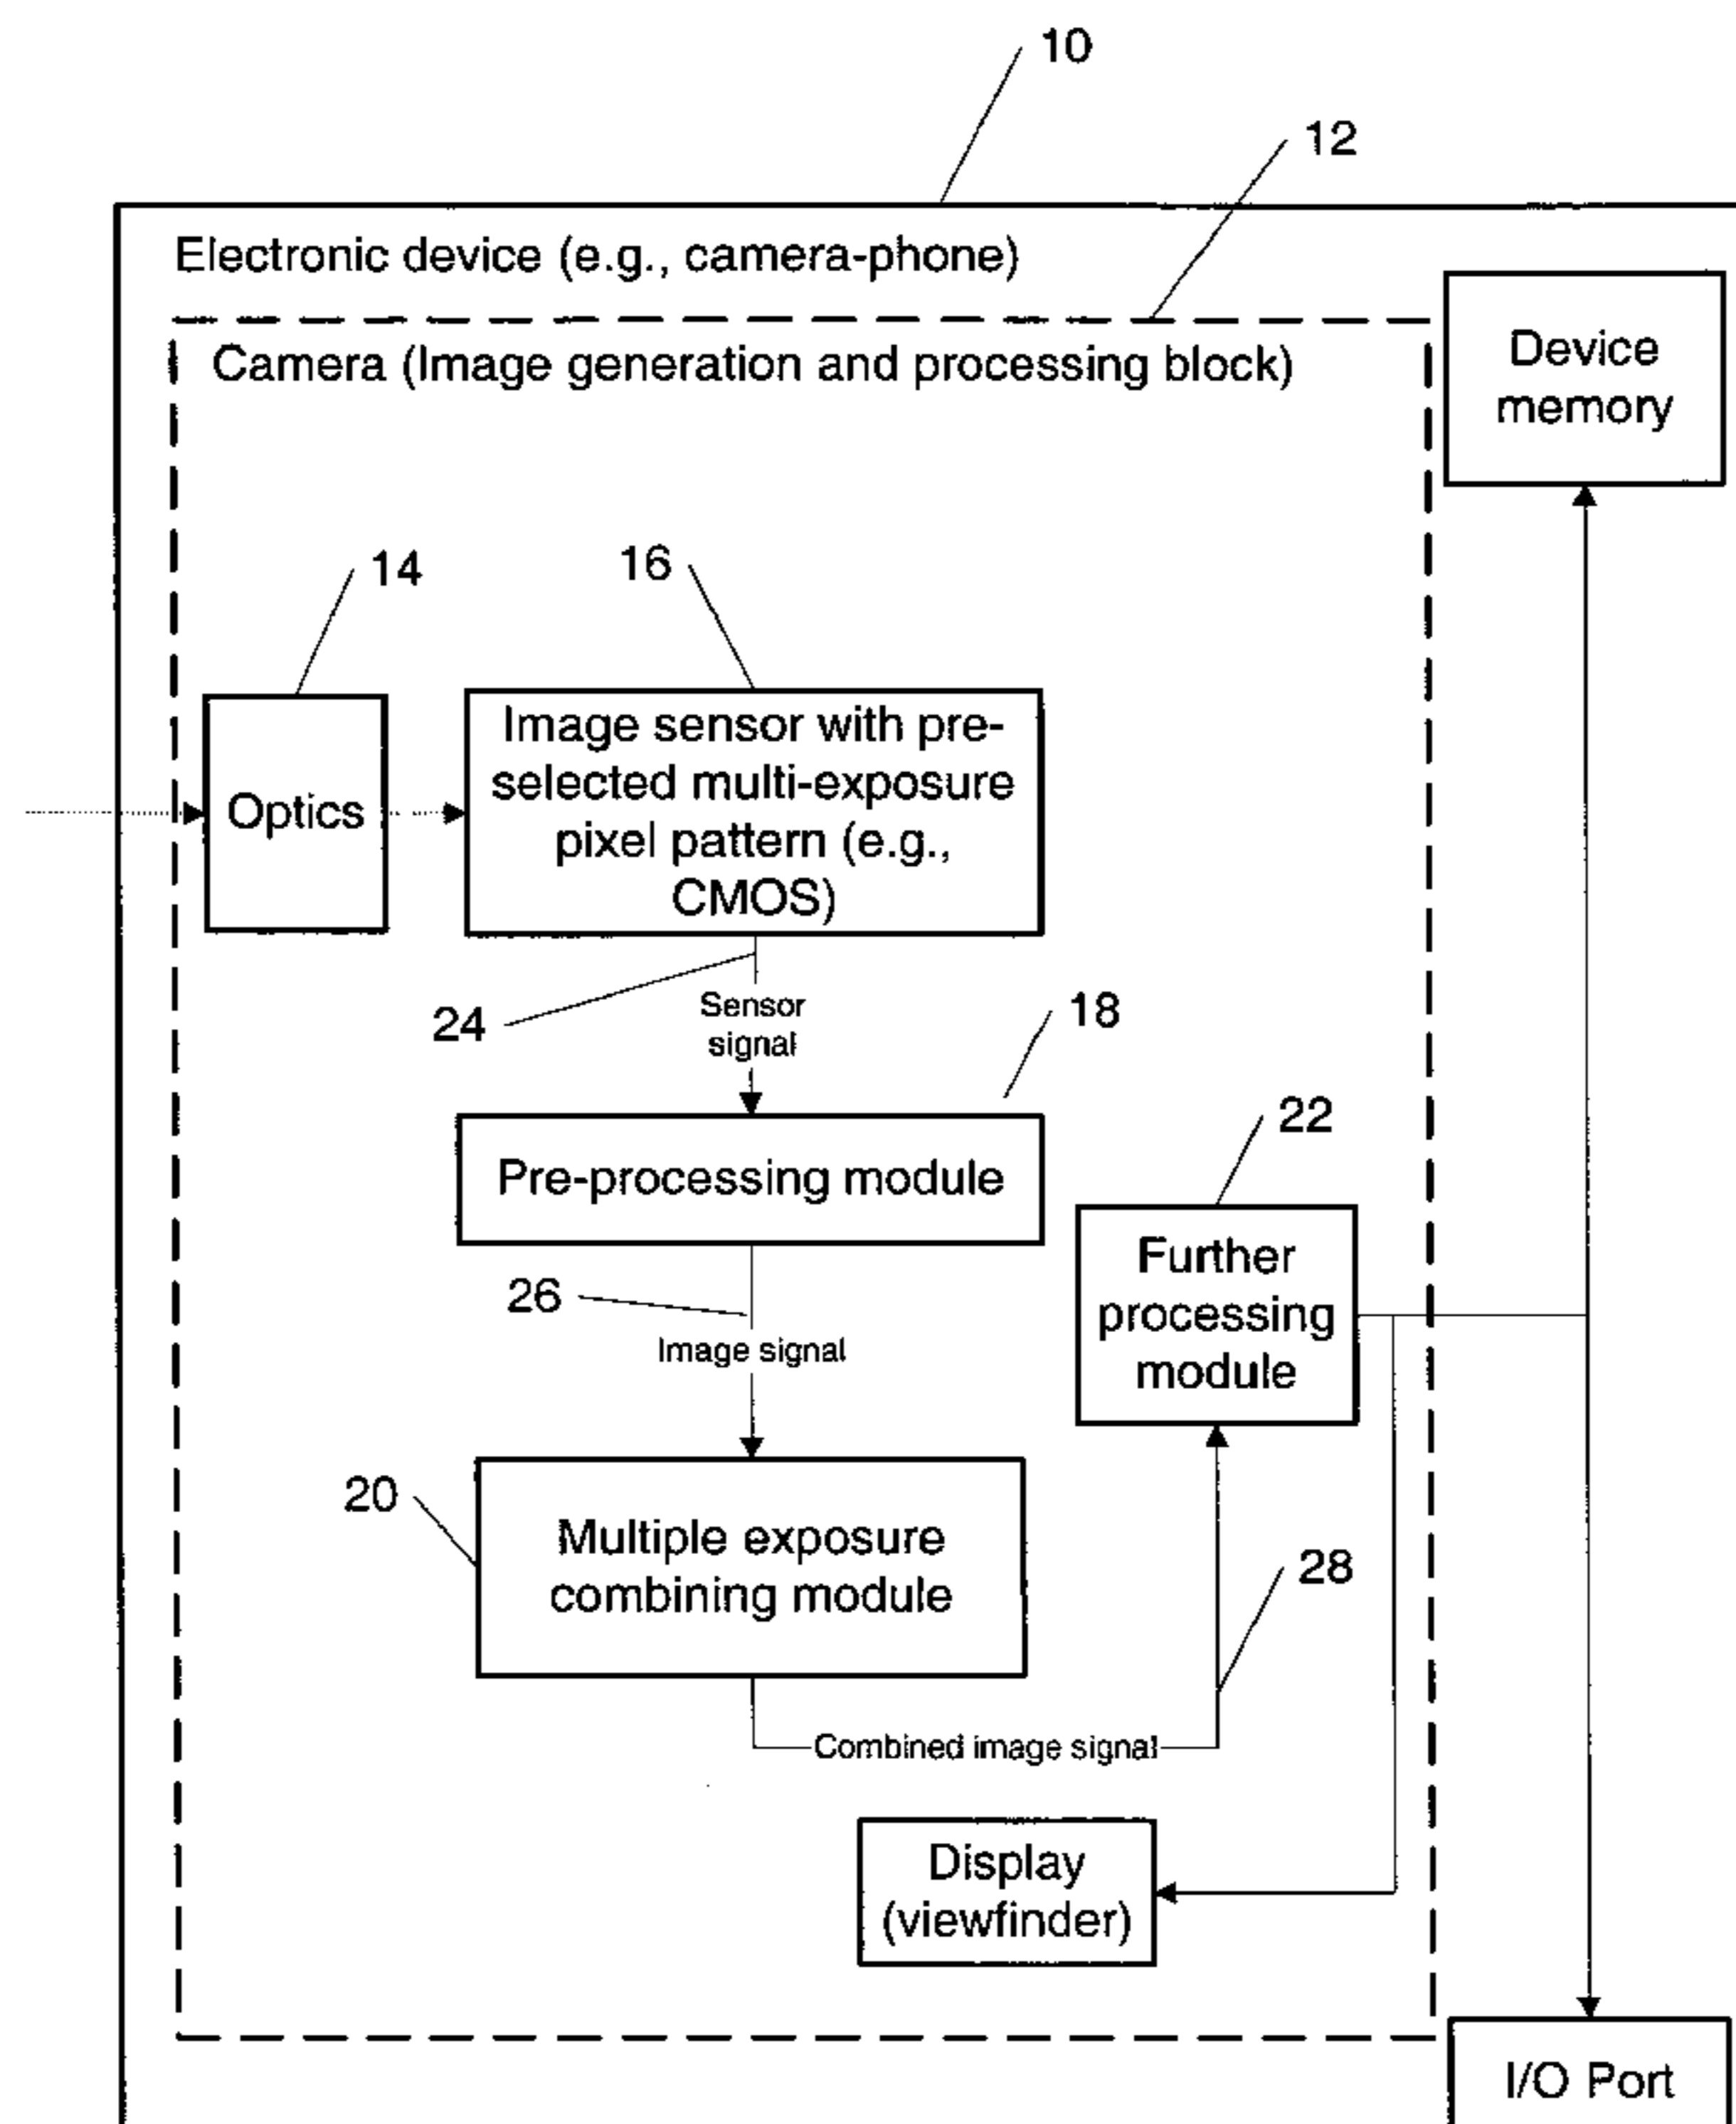 10
12
Electronic device (e.g., camera-phone)
Camera (Image generation and processing block)
Device
memory
14
16
Optics
Image sensor with pre-
selected multi-exposure
pixel pattern (e.g.,
CMOS)
24
Sensor
signal
18
Pre-processing module
22
Further
processing
module
26
Image signal
20
Multiple exposure
combining module
28
Combined image signal
Display
(viewfinder)
I/O Port